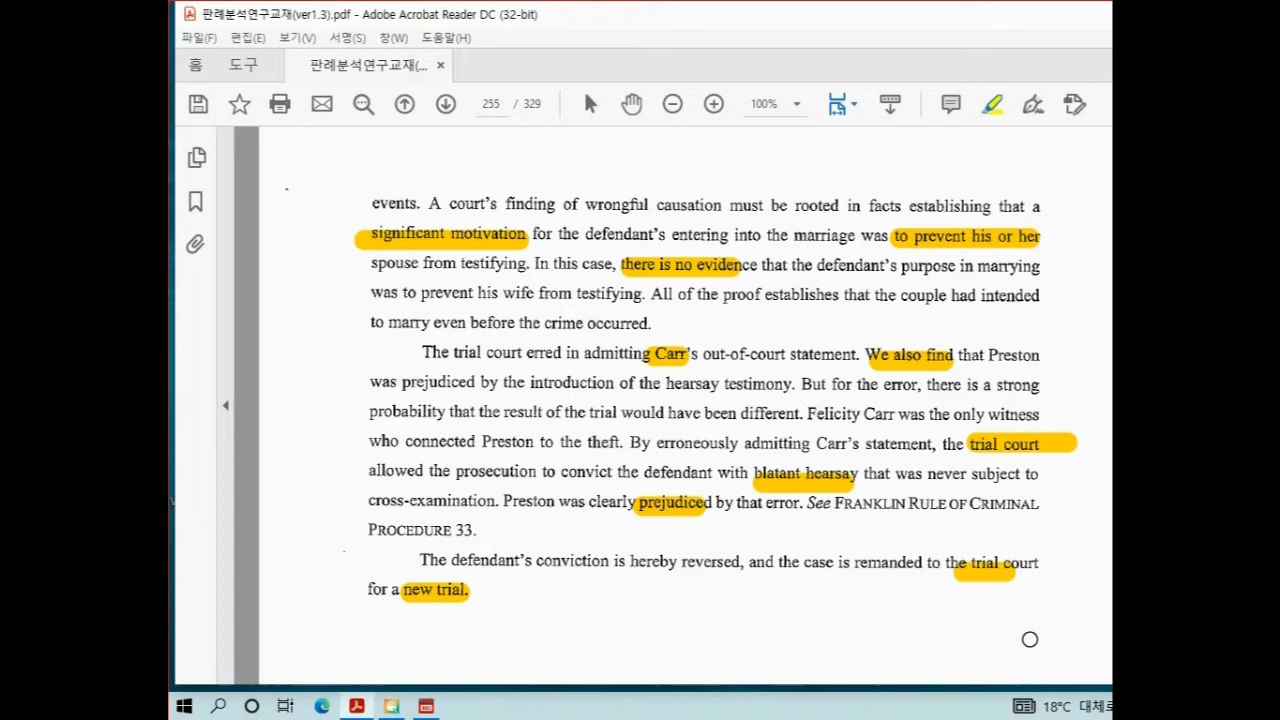 판례분석연구교재(ver1.3).pdf - Adobe Acrobat Reader DC (32-bit)
파일(F) 편집(E) 보기(V) 서명(S) 창(W) 도움말(H)
홈 도구 판례분석연구교재(... ×
255 / 329 100%
events. A court's finding of wrongful causation must be rooted in facts establishing that a
significant motivation for the defendant's entering into the marriage was to prevent his or her
spouse from testifying. In this case, there is no evidence that the defendant's purpose in marrying
was to prevent his wife from testifying. All of the proof establishes that the couple had intended
to marry even before the crime occurred.
The trial court erred in admitting Carr's out-of-court statement. We also find that Preston
was prejudiced by the introduction of the hearsay testimony. But for the error, there is a strong
probability that the result of the trial would have been different. Felicity Carr was the only witness
who connected Preston to the theft. By erroneously admitting Carr's statement, the trial court
allowed the prosecution to convict the defendant with blatant hearsay that was never subject to
cross-examination. Preston was clearly prejudiced by that error. See FRANKLIN RULE OF CRIMINAL
PROCEDURE 33.
The defendant's conviction is hereby reversed, and the case is remanded to the trial court
for a new trial.
18°C 대체로